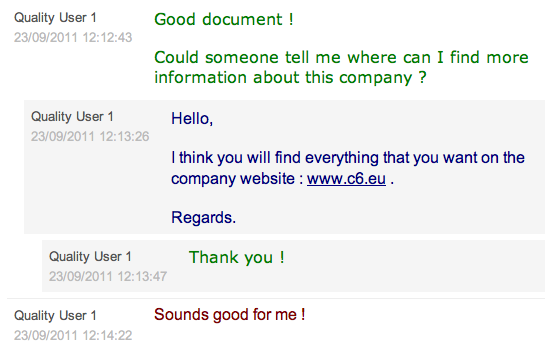 Quality User 1
23/09/2011 12:12:43
Good document !
Could someone tell me where can I find more
information about this company ?
Quality User 1
23/09/2011 12:13:26
Hello,
I think you will find everything that you want on the
company website : www.c6.eu .
Regards.
Quality User 1
23/09/2011 12:13:47
Thank you !
Quality User 1
23/09/2011 12:14:22
Sounds good for me !